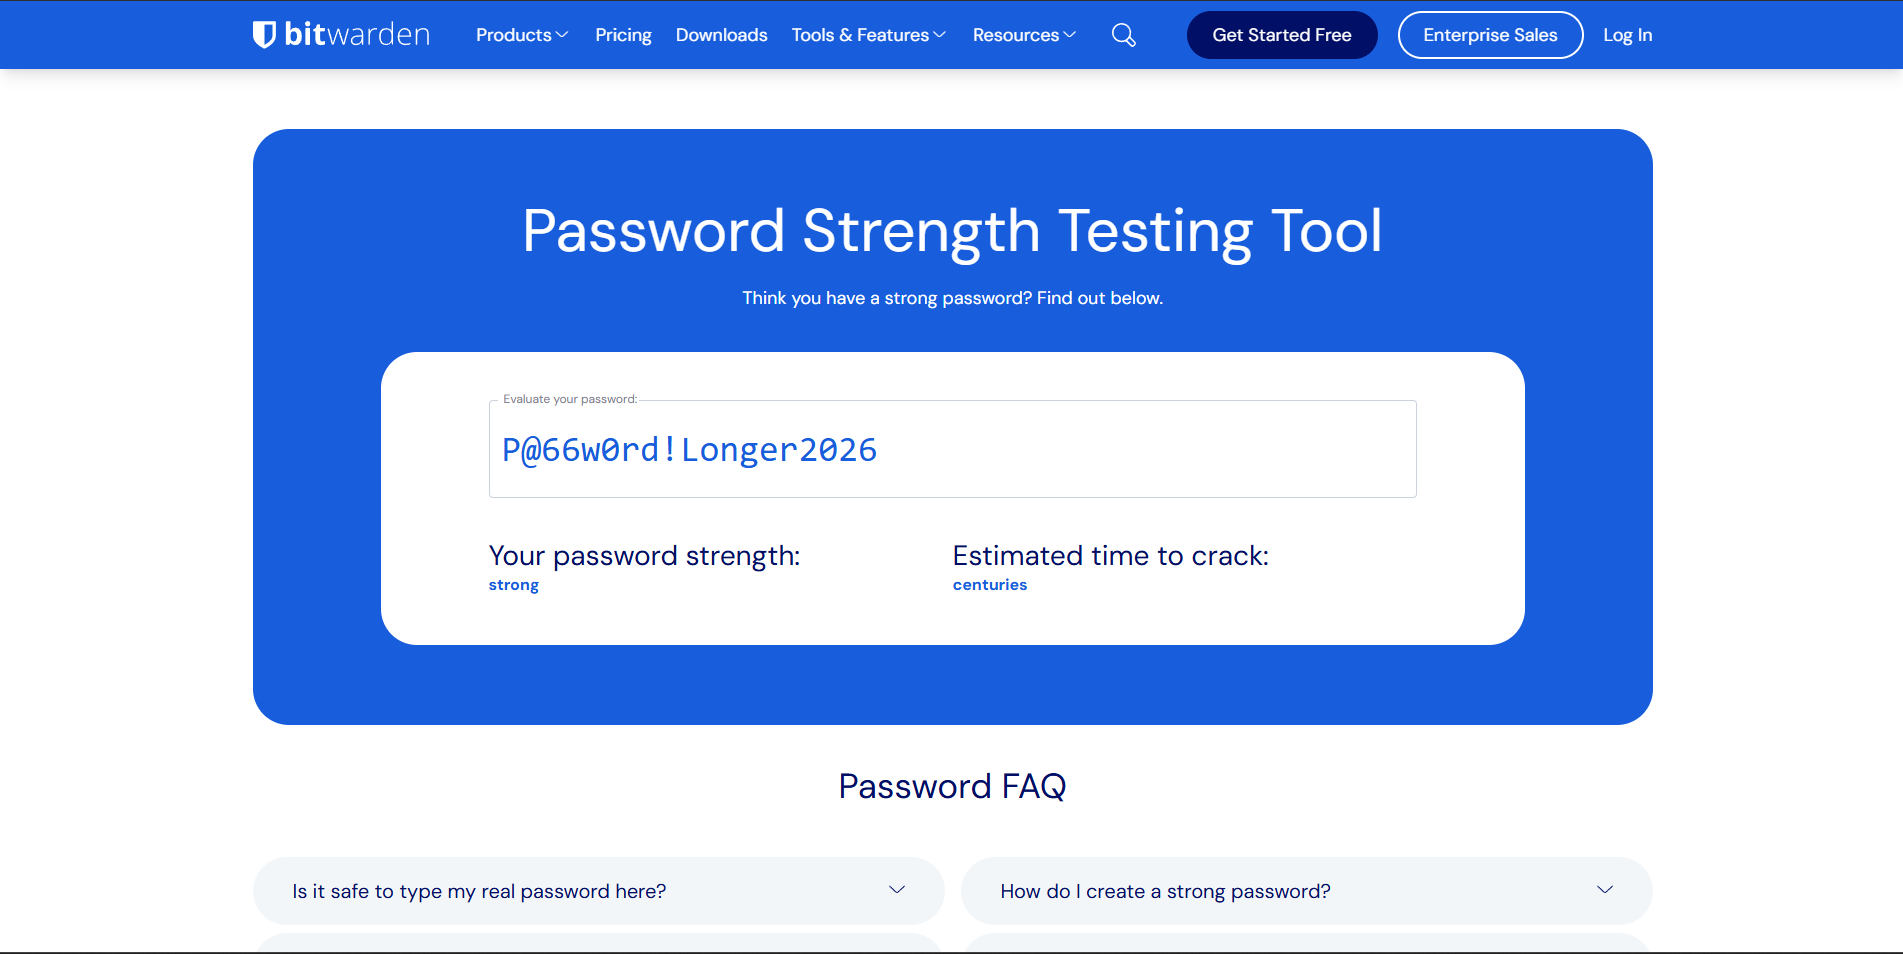 bitwarden Products Pricing Downloads Tools & Features Resources Get Started Free Enterprise Sales Log In
Password Strength Testing Tool
Think you have a strong password? Find out below.
Evaluate your password:
P@66w0rd!Longer2026
Your password strength: Estimated time to crack:
strong centuries
Password FAQ
Is it safe to type my real password here? How do I create a strong password?